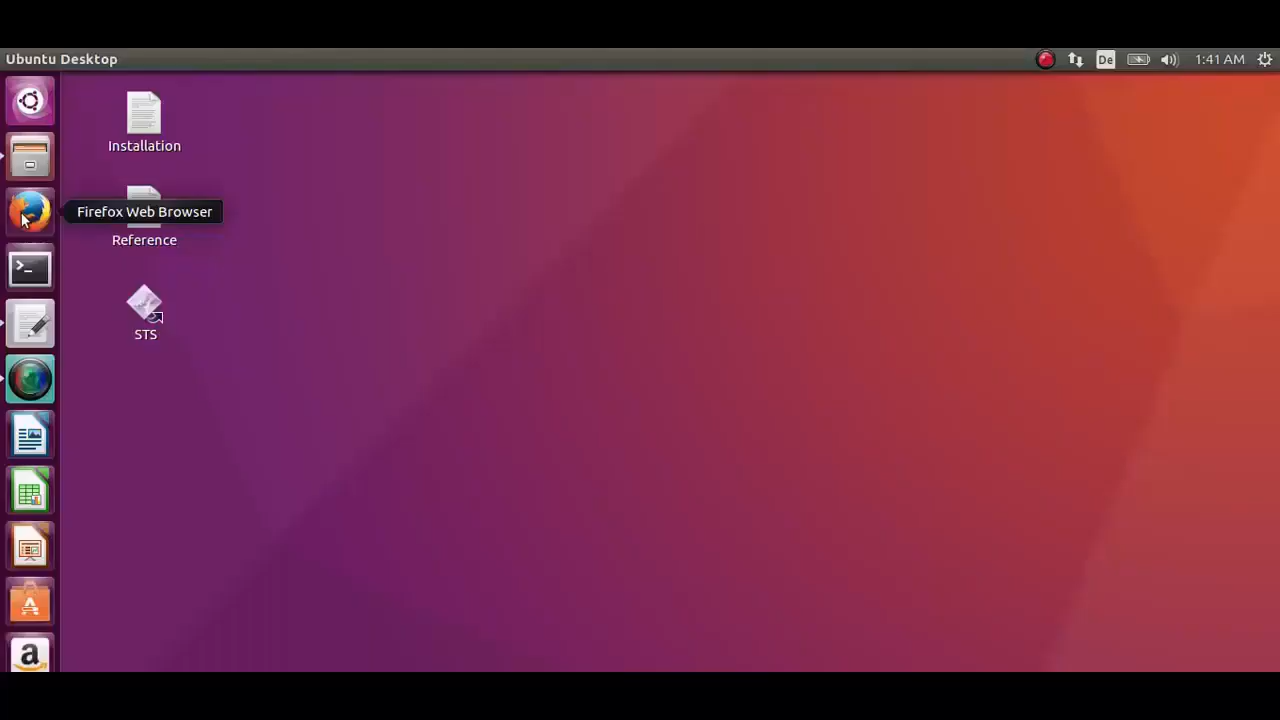 Ubuntu Desktop
De
1:41 AM
Installation
Firefox Web Browser
Reference
STS